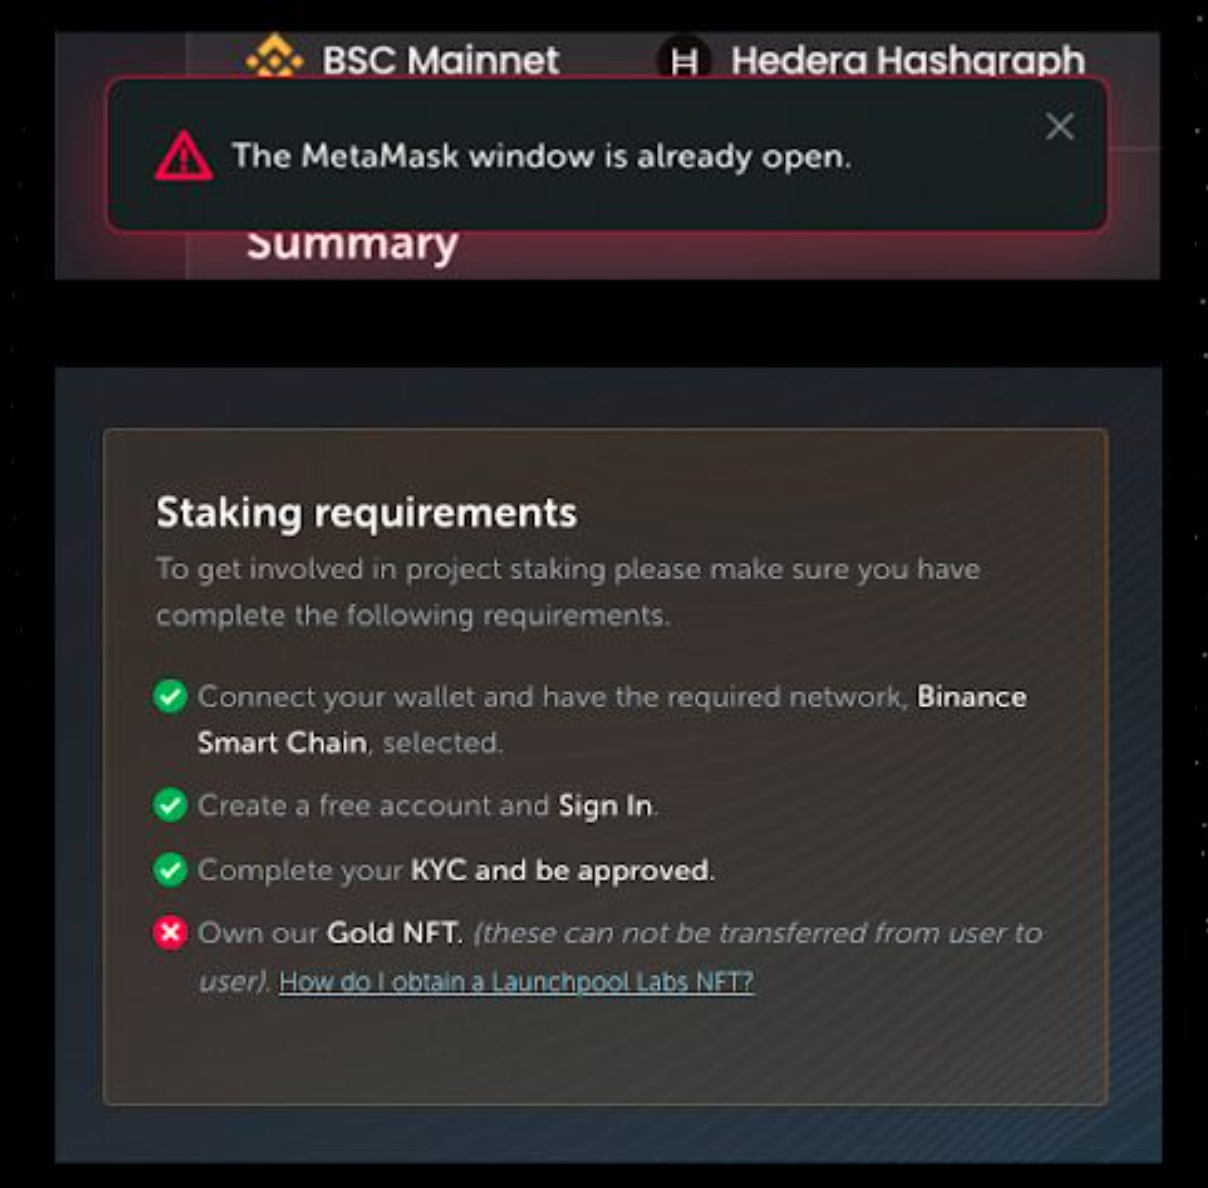 BSC Mainnet Hedera Hashgraph
The MetaMask window is already open.
Summary
Staking requirements
To get involved in project staking please make sure you have
complete the following requirements.
Connect your wallet and have the required network, Binance
Smart Chain, selected.
Create a free account and Sign In.
Complete your KYC and be approved.
Own our Gold NFT. (these can not be transferred from user to
user). How do I obtain a Launchpool Labs NFT?